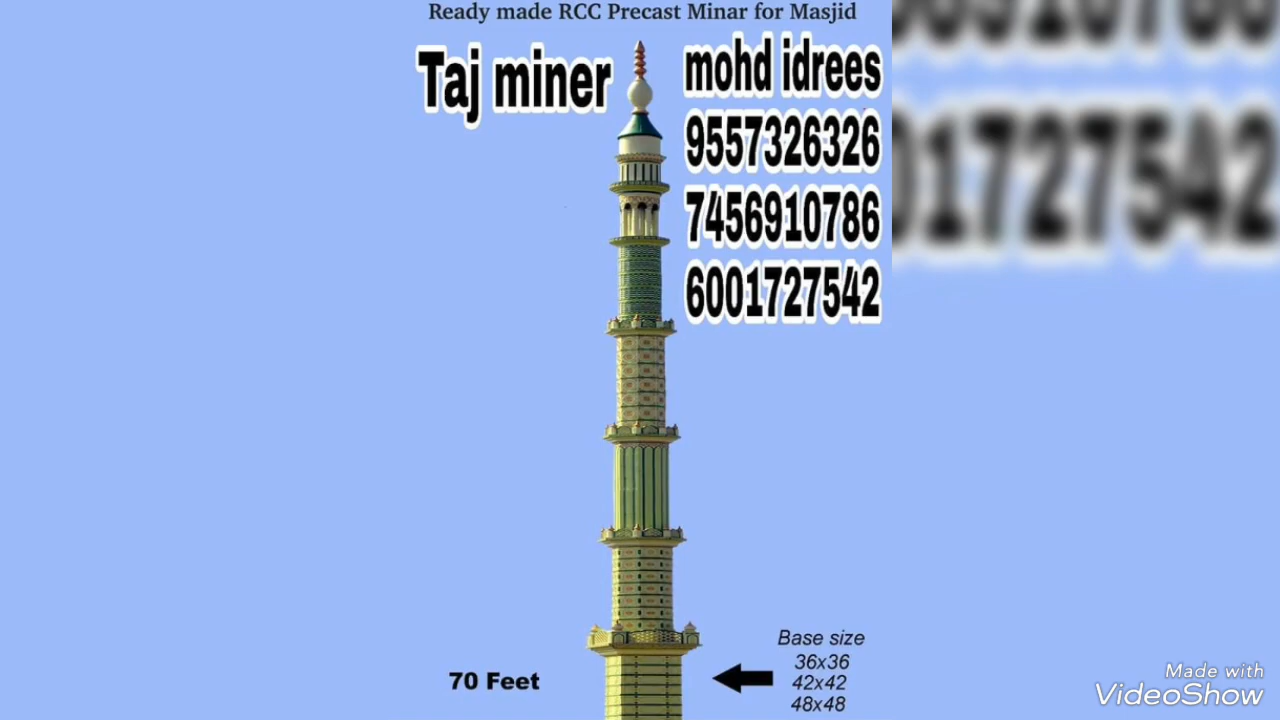 Ready made RCC Precast Minar for Masjid
Taj miner
mohd idrees
9557326326
7456910786
6001727542
70 Feet
Base size
36x36
42x42
48x48
Made with
VideoShow